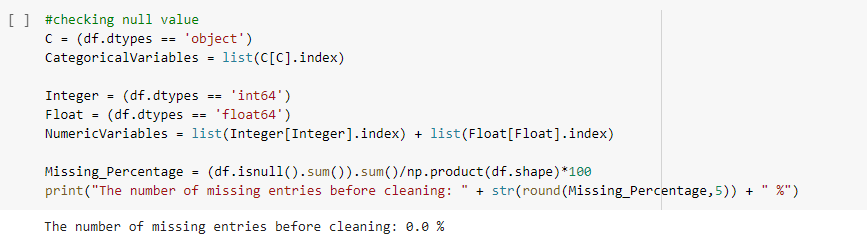 [ ] #checking null value
C = (df.dtypes == 'object')
CategoricalVariables = list(C[C].index)
Integer = (df.dtypes == 'int64')
Float = (df.dtypes == 'float64')
NumericVariables = list(Integer[Integer].index) + list(Float[Float].index)
Missing_Percentage = (df.isnull().sum()).sum()/np.product(df.shape)*100
print("The number of missing entries before cleaning: " + str(round(Missing_Percentage,5)) + " %")
The number of missing entries before cleaning: 0.0 %